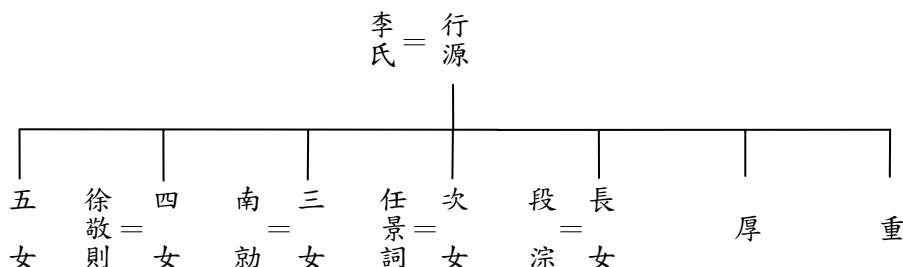 行源＝李氏
重
厚
長女＝段淙
次女＝任景詞
三女＝南勍
四女＝徐敬則
五女